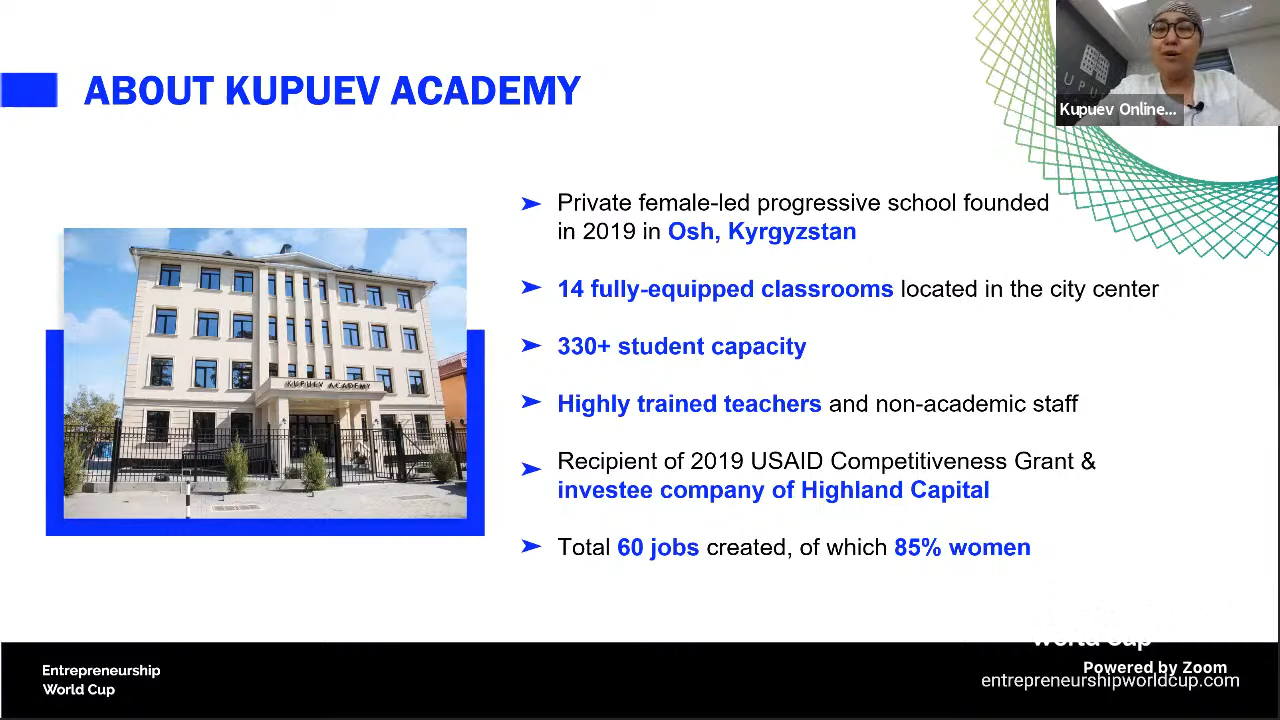 ABOUT KUPUEV ACADEMY
Kupuev Online...
Private female-led progressive school founded
in 2019 in Osh, Kyrgyzstan
14 fully-equipped classrooms located in the city center
330+ student capacity
Highly trained teachers and non-academic staff
Recipient of 2019 USAID Competitiveness Grant &
investee company of Highland Capital
Total 60 jobs created, of which 85% women
KUPUEV ACADEMY
Entrepreneurship
World Cup
World Cup
Powered by Zoom
entrepreneurshipworldcup.com